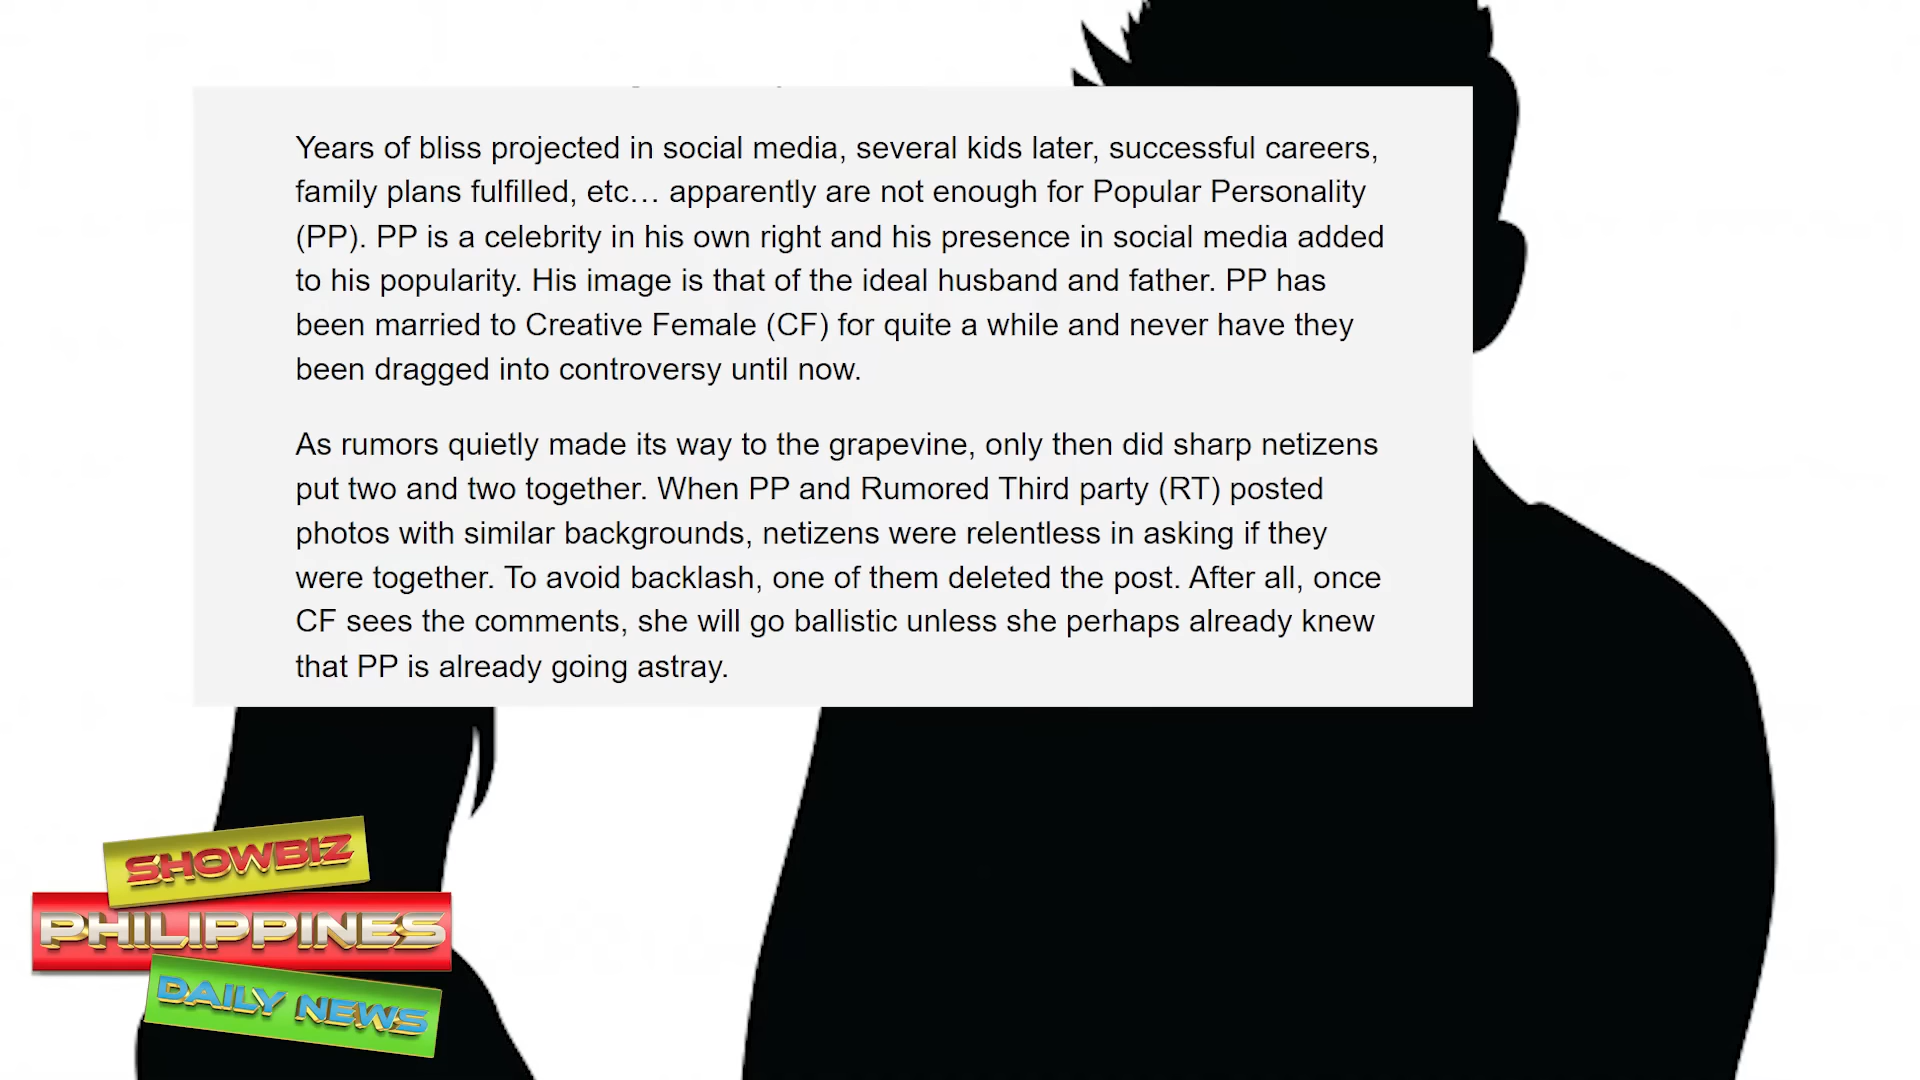 Years of bliss projected in social media, several kids later, successful careers,
family plans fulfilled, etc… apparently are not enough for Popular Personality
(PP). PP is a celebrity in his own right and his presence in social media added
to his popularity. His image is that of the ideal husband and father. PP has
been married to Creative Female (CF) for quite a while and never have they
been dragged into controversy until now.
As rumors quietly made its way to the grapevine, only then did sharp netizens
put two and two together. When PP and Rumored Third party (RT) posted
photos with similar backgrounds, netizens were relentless in asking if they
were together. To avoid backlash, one of them deleted the post. After all, once
CF sees the comments, she will go ballistic unless she perhaps already knew
that PP is already going astray.
SHOWBIZ
PHILIPPINES
DAILY NEWS